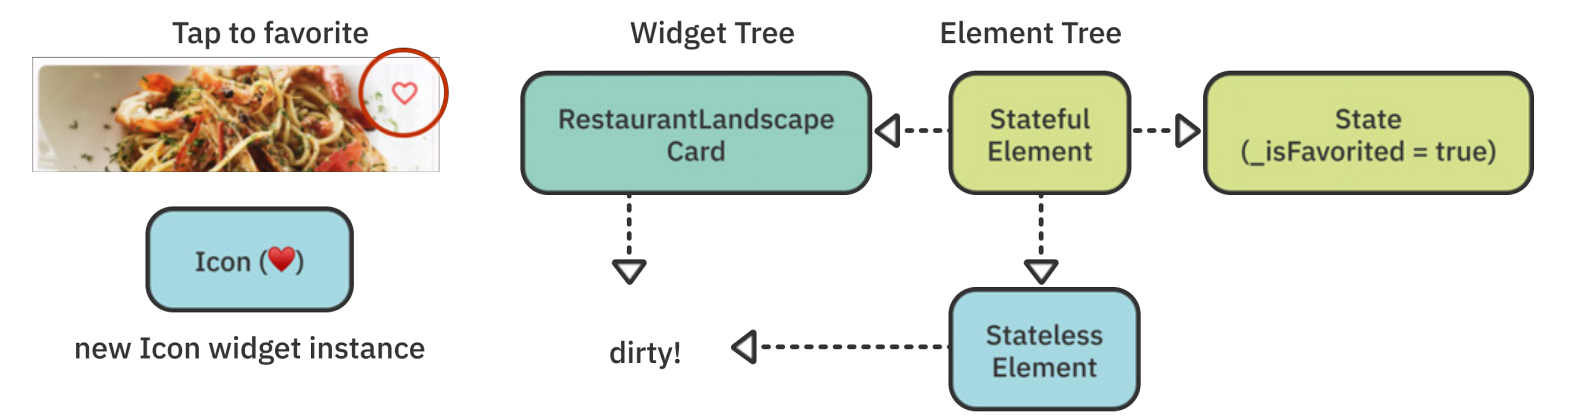 Tap to favorite
Icon (❤️)
new Icon widget instance
Widget Tree
RestaurantLandscape
Card
dirty!
Element Tree
Stateful
Element
State
(_isFavorited = true)
Stateless
Element